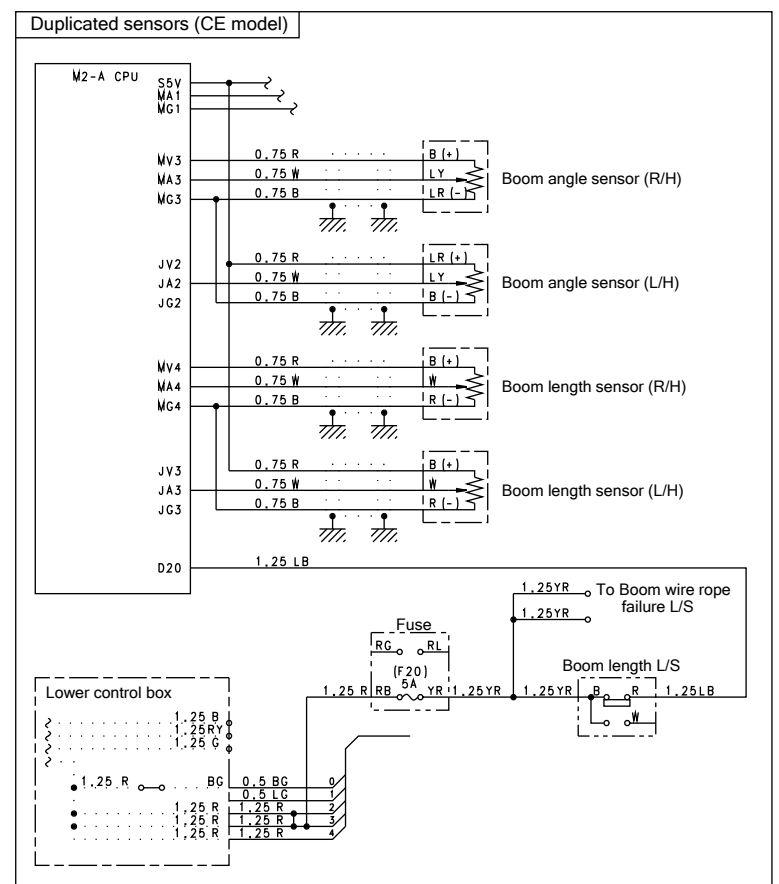 Duplicated sensors (CE model)
M2-A CPU
S5V
MA1
MG1
MV3 0.75 R B (+)
MA3 0.75 W LY Boom angle sensor (R/H)
MG3 0.75 B LR (-)
JV2 0.75 R LR (+)
JA2 0.75 W LY Boom angle sensor (L/H)
JG2 0.75 B B (-)
MV4 0.75 R B (+)
MA4 0.75 W W Boom length sensor (R/H)
MG4 0.75 B R (-)
JV3 0.75 R B (+)
JA3 0.75 W W Boom length sensor (L/H)
JG3 0.75 B R (-)
D20 1.25 LB
1.25YR To Boom wire rope
1.25YR failure L/S
Fuse
RG RL
(F20)
5A
Boom length L/S
1.25 R RB YR 1.25YR 1.25YR B R 1.25LB
W
Lower control box
1.25 B
1.25RY
1.25 G
1.25 R BG 0.5 BG 0
0.5 LG 1
1.25 R 1.25 R 2
1.25 R 1.25 R 3
1.25 R 1.25 R 4